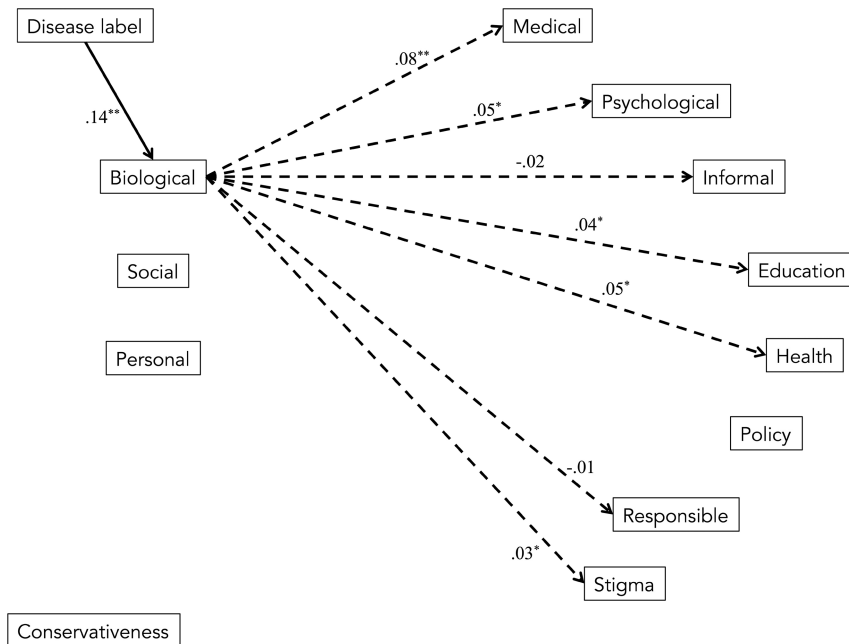 Disease label
Medical
.08**
Psychological
.14**
.05*
Biological
-.02
Informal
.04*
Social
Education
.05*
Personal
Health
Policy
-.01
Responsible
.03*
Stigma
Conservativeness